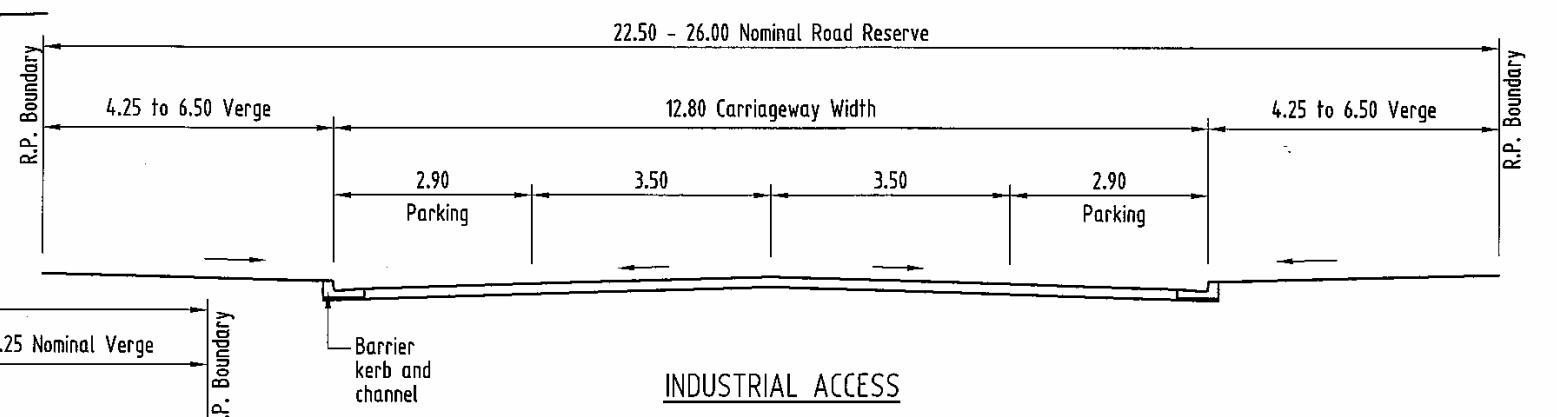 22.50 - 26.00 Nominal Road Reserve
R.P. Boundary
4.25 to 6.50 Verge
12.80 Carriageway Width
4.25 to 6.50 Verge
R.P. Boundary
2.90
Parking
3.50
3.50
2.90
Parking
.25 Nominal Verge
.P. Boundary
Barrier
kerb and
channel
INDUSTRIAL ACCESS